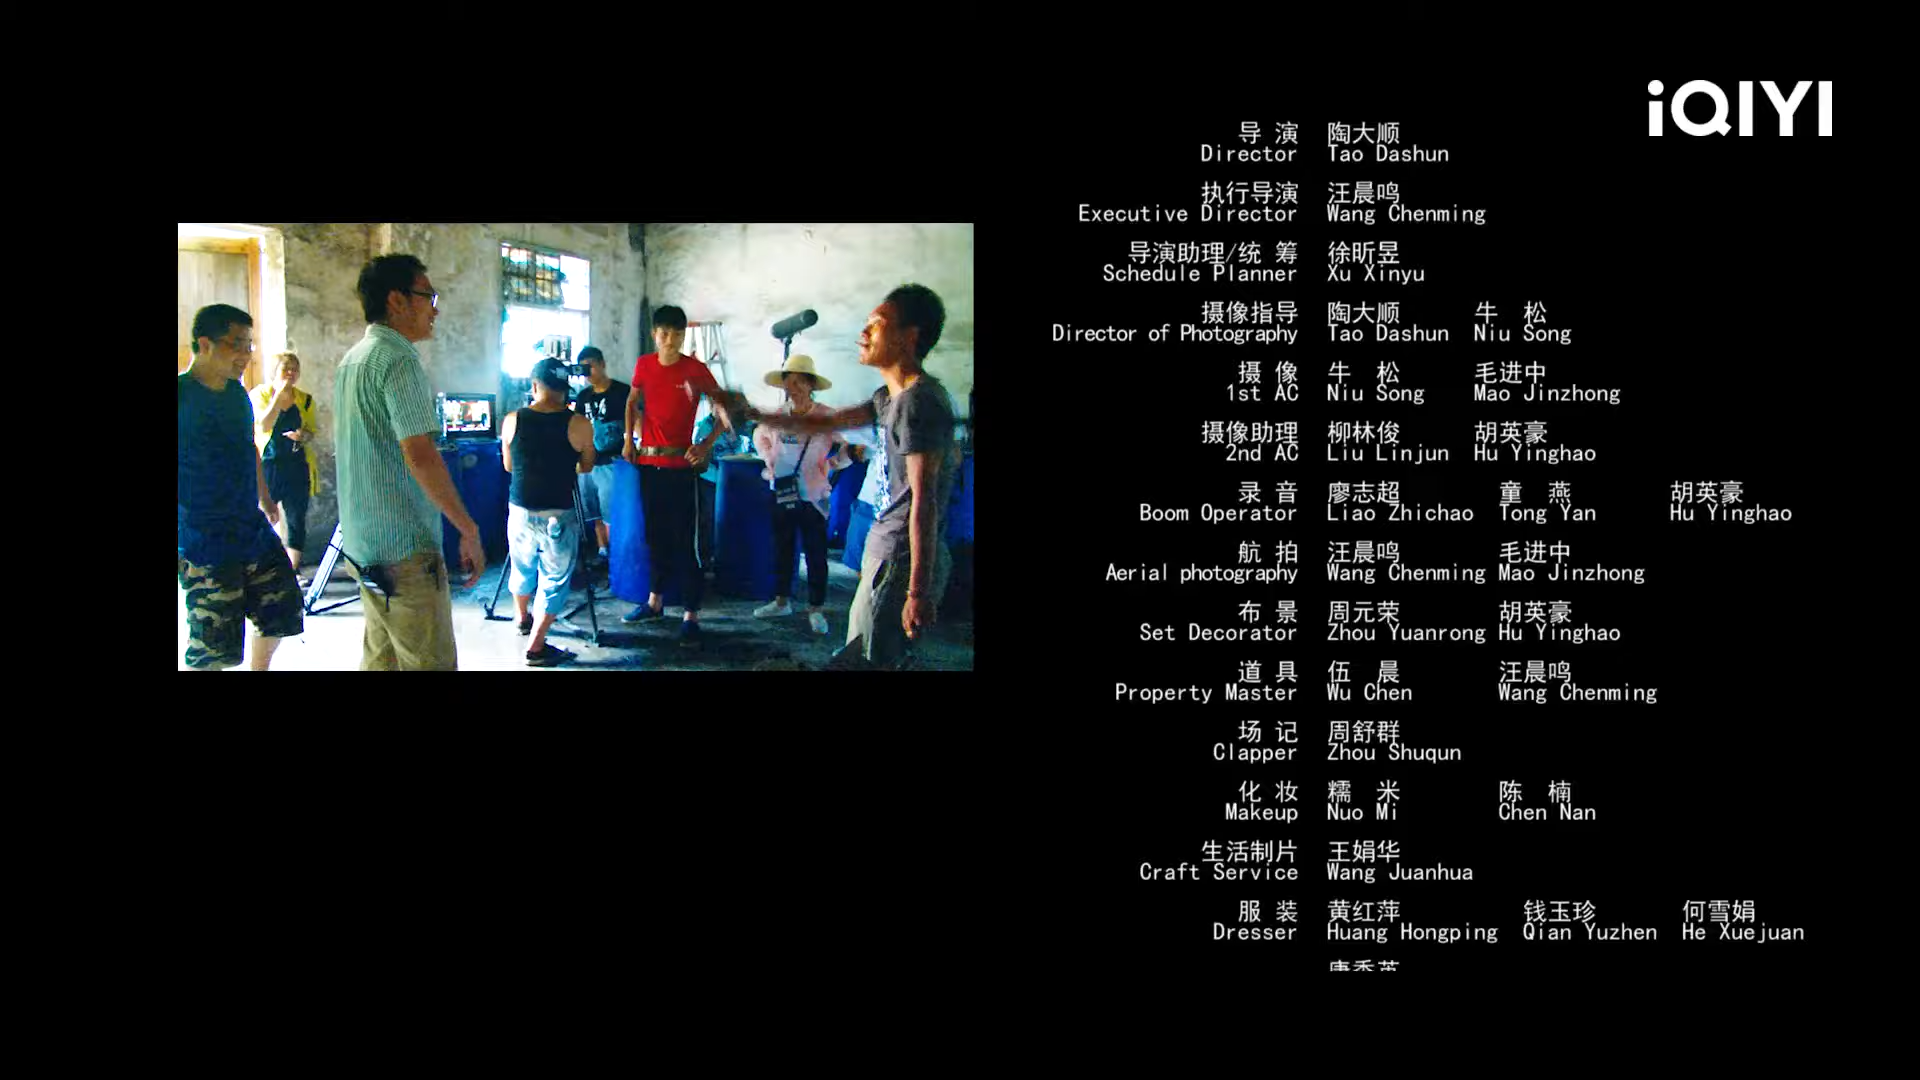 iQIYI
导 演 陶大顺
Director Tao Dashun
执行导演 汪晨鸣
Executive Director Wang Chenming
导演助理/统 筹 徐昕昱
Schedule Planner Xu Xinyu
摄像指导 陶大顺 牛 松
Director of Photography Tao Dashun Niu Song
摄 像 牛 松 毛进中
1st AC Niu Song Mao Jinzhong
摄像助理 柳林俊 胡英豪
2nd AC Liu Linjun Hu Yinghao
录 音 廖志超 童 燕 胡英豪
Boom Operator Liao Zhichao Tong Yan Hu Yinghao
航 拍 汪晨鸣 毛进中
Aerial photography Wang Chenming Mao Jinzhong
布 景 周元荣 胡英豪
Set Decorator Zhou Yuanrong Hu Yinghao
道 具 伍 晨 汪晨鸣
Property Master Wu Chen Wang Chenming
场 记 周舒群
Clapper Zhou Shuqun
化 妆 糯 米 陈 楠
Makeup Nuo Mi Chen Nan
生活制片 王娟华
Craft Service Wang Juanhua
服 装 黄红萍 钱玉珍 何雪娟
Dresser Huang Hongping Qian Yuzhen He Xuejuan